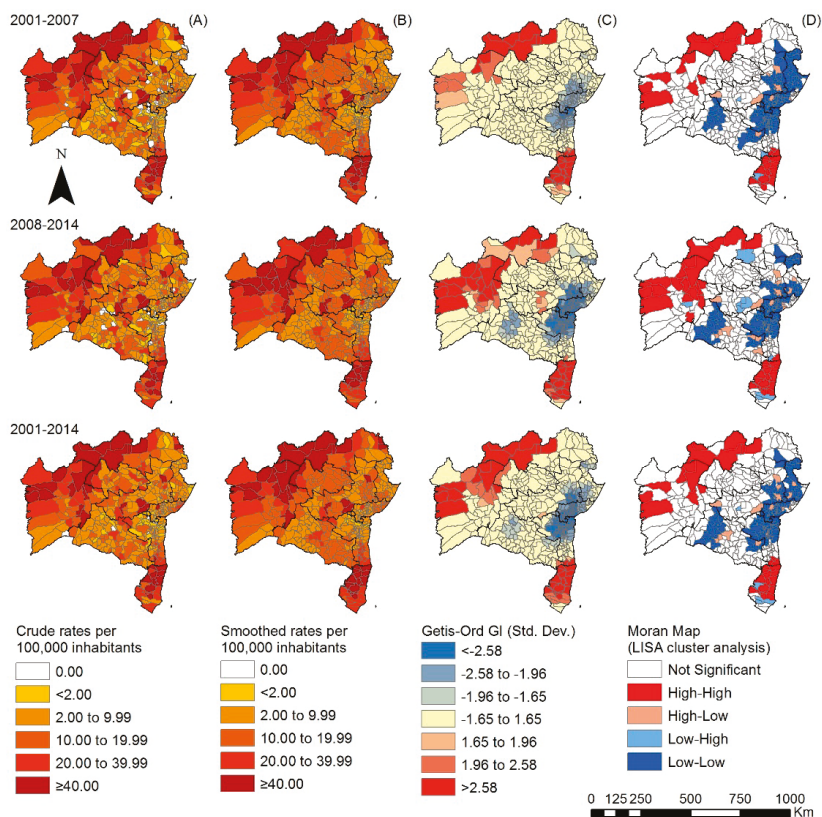 2001-2007
(A)
(B)
(C)
(D)
N
2008-2014
2001-2014
Crude rates per
100,000 inhabitants
0.00
<2.00
2.00 to 9.99
10.00 to 19.99
20.00 to 39.99
≥40.00
Smoothed rates per
100,000 inhabitants
0.00
<2.00
2.00 to 9.99
10.00 to 19.99
20.00 to 39.99
≥40.00
Getis-Ord GI (Std. Dev.)
<-2.58
-2.58 to -1.96
-1.96 to -1.65
-1.65 to 1.65
1.65 to 1.96
1.96 to 2.58
>2.58
Moran Map
(LISA cluster analysis)
Not Significant
High-High
High-Low
Low-High
Low-Low
0 125 250 500 750 1000
Km